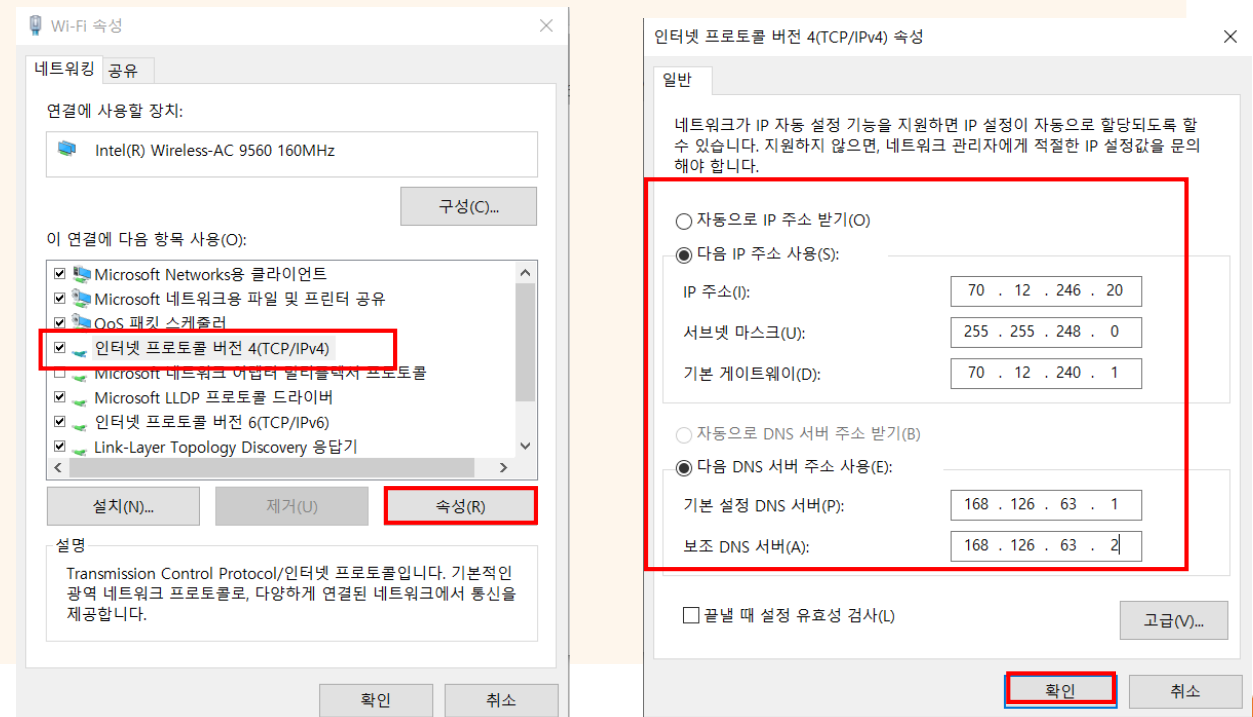 Wi-Fi 속성
네트워킹 공유
연결에 사용할 장치:
Intel(R) Wireless-AC 9560 160MHz
구성(C)...
이 연결에 다음 항목 사용(O):
Microsoft Networks용 클라이언트
Microsoft 네트워크용 파일 및 프린터 공유
QoS 패킷 스케줄러
인터넷 프로토콜 버전 4(TCP/IPv4)
Microsoft 네트워크 어댑터 멀티플렉서 프로토콜
Microsoft LLDP 프로토콜 드라이버
인터넷 프로토콜 버전 6(TCP/IPv6)
Link-Layer Topology Discovery 응답기
설치(N)... 제거(U) 속성(R)
설명
Transmission Control Protocol/인터넷 프로토콜입니다. 기본적인
광역 네트워크 프로토콜로, 다양하게 연결된 네트워크에서 통신을
제공합니다.
확인 취소
인터넷 프로토콜 버전 4(TCP/IPv4) 속성
일반
네트워크가 IP 자동 설정 기능을 지원하면 IP 설정이 자동으로 할당되도록 할
수 있습니다. 지원하지 않으면, 네트워크 관리자에게 적절한 IP 설정값을 문의
해야 합니다.
자동으로 IP 주소 받기(O)
다음 IP 주소 사용(S):
IP 주소(I): 70 . 12 . 246 . 20
서브넷 마스크(U): 255 . 255 . 248 . 0
기본 게이트웨이(D): 70 . 12 . 240 . 1
자동으로 DNS 서버 주소 받기(B)
다음 DNS 서버 주소 사용(E):
기본 설정 DNS 서버(P): 168 . 126 . 63 . 1
보조 DNS 서버(A): 168 . 126 . 63 . 2
끝낼 때 설정 유효성 검사(L)
고급(V)...
확인 취소